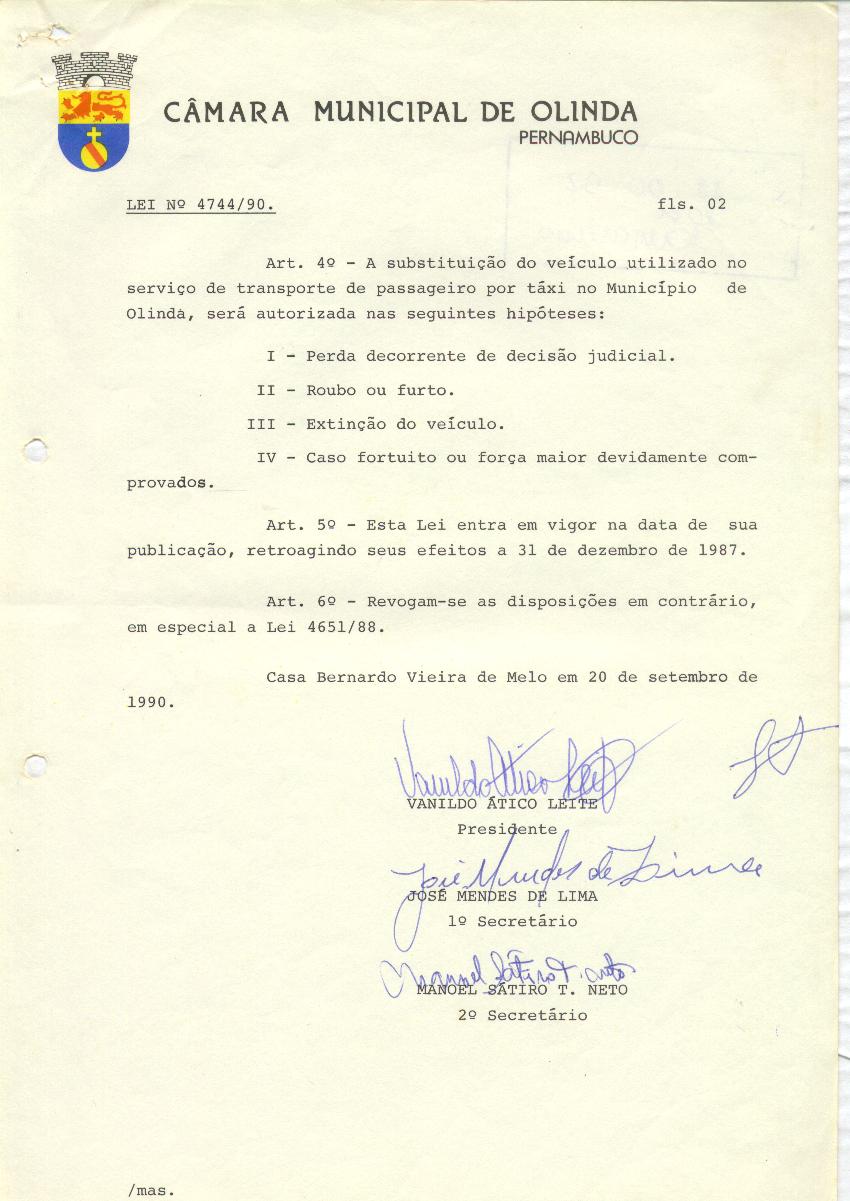 CÂMARA MUNICIPAL DE OLINDA
PERNAMBUCO
LEI Nº 4744/90.
fls. 02
Art. 4º - A substituição do veículo utilizado no
serviço de transporte de passageiro por táxi no Município de
Olinda, será autorizada nas seguintes hipóteses:
I - Perda decorrente de decisão judicial.
II - Roubo ou furto.
III - Extinção do veículo.
IV - Caso fortuito ou força maior devidamente com-
provados.
Art. 5º - Esta Lei entra em vigor na data de sua
publicação, retroagindo seus efeitos a 31 de dezembro de 1987.
Art. 6º - Revogam-se as disposições em contrário,
em especial a Lei 4651/88.
Casa Bernardo Vieira de Melo em 20 de setembro de
1990.
Vanildo Ático Leite
VANILDO ÁTICO LEITE
Presidente
José Mendes de Lima
JOSÉ MENDES DE LIMA
1º Secretário
Manoel Sátiro T. Neto
MANOEL SÁTIRO T. NETO
2º Secretário
/mas.